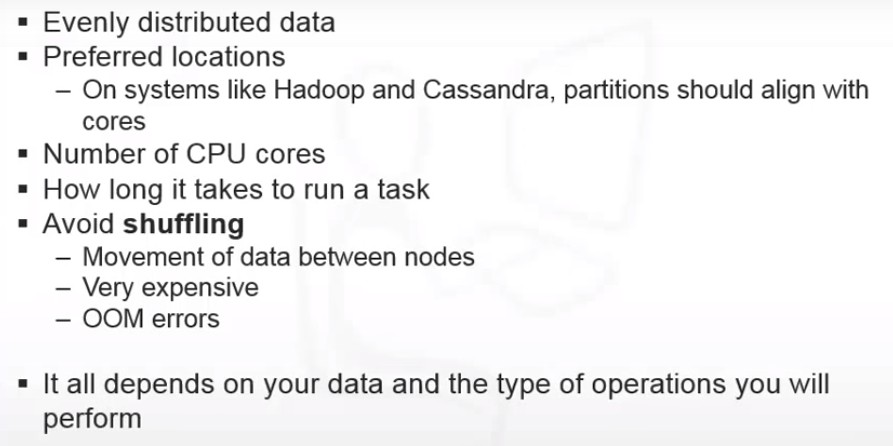 ▪ Evenly distributed data
▪ Preferred locations
– On systems like Hadoop and Cassandra, partitions should align with
cores
▪ Number of CPU cores
▪ How long it takes to run a task
▪ Avoid shuffling
– Movement of data between nodes
– Very expensive
– OOM errors
▪ It all depends on your data and the type of operations you will
perform